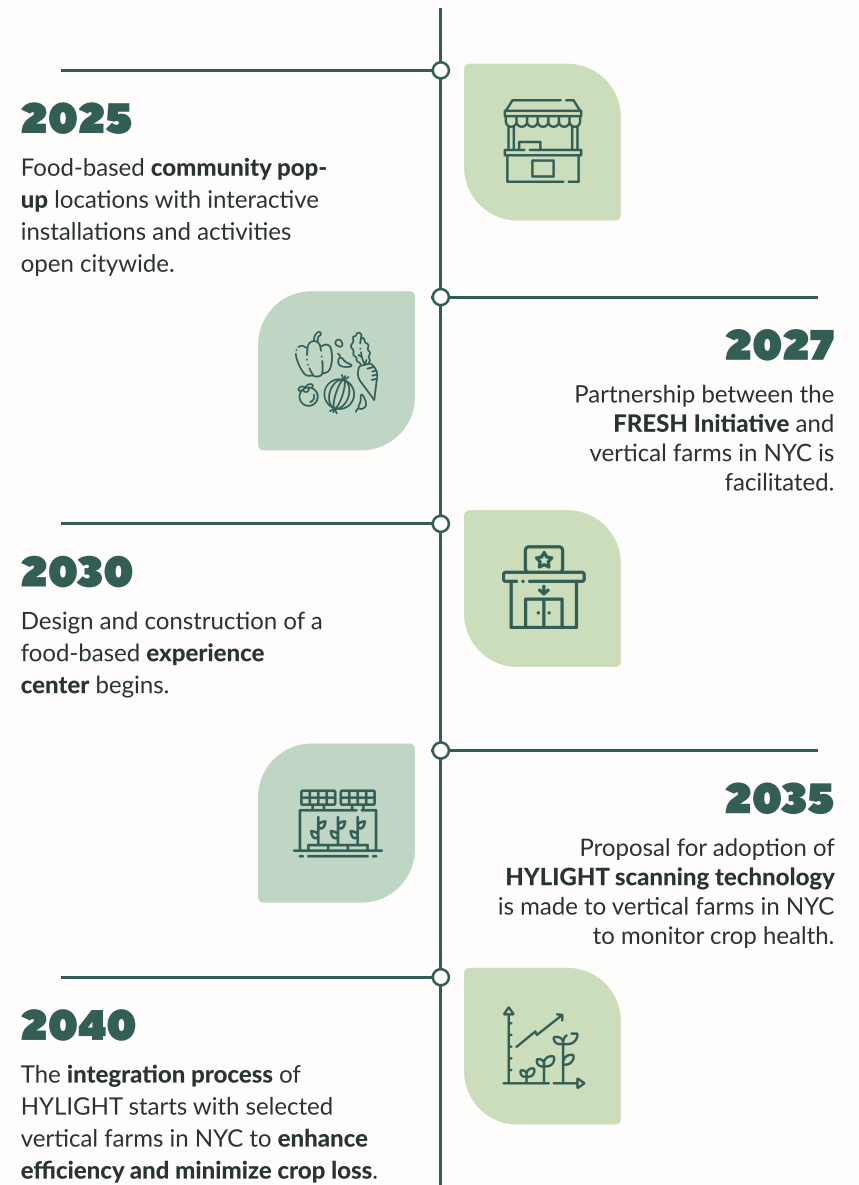 2025
Food-based community pop-
up locations with interactive
installations and activities
open citywide.
2027
Partnership between the
FRESH Initiative and
vertical farms in NYC is
facilitated.
2030
Design and construction of a
food-based experience
center begins.
2035
Proposal for adoption of
HYLIGHT scanning technology
is made to vertical farms in NYC
to monitor crop health.
2040
The integration process of
HYLIGHT starts with selected
vertical farms in NYC to enhance
efficiency and minimize crop loss.